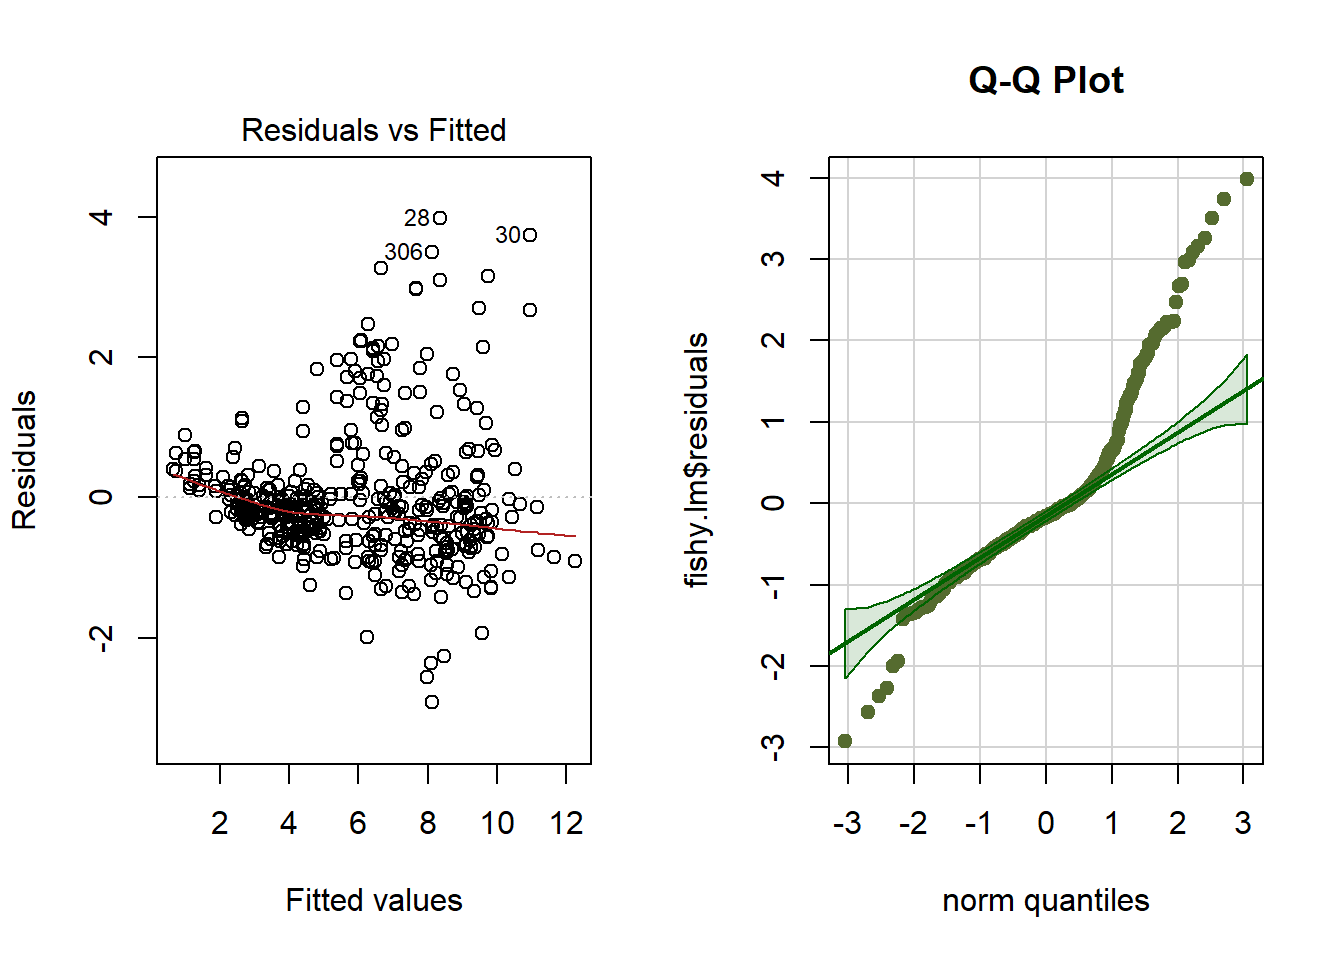 Residuals vs Fitted
Residuals
4
2
0
-2
28
30
306
2 4 6 8 10 12
Fitted values
Q-Q Plot
fishy.lm$residuals
4
3
2
1
0
-1
-2
-3
-3 -2 -1 0 1 2 3
norm quantiles